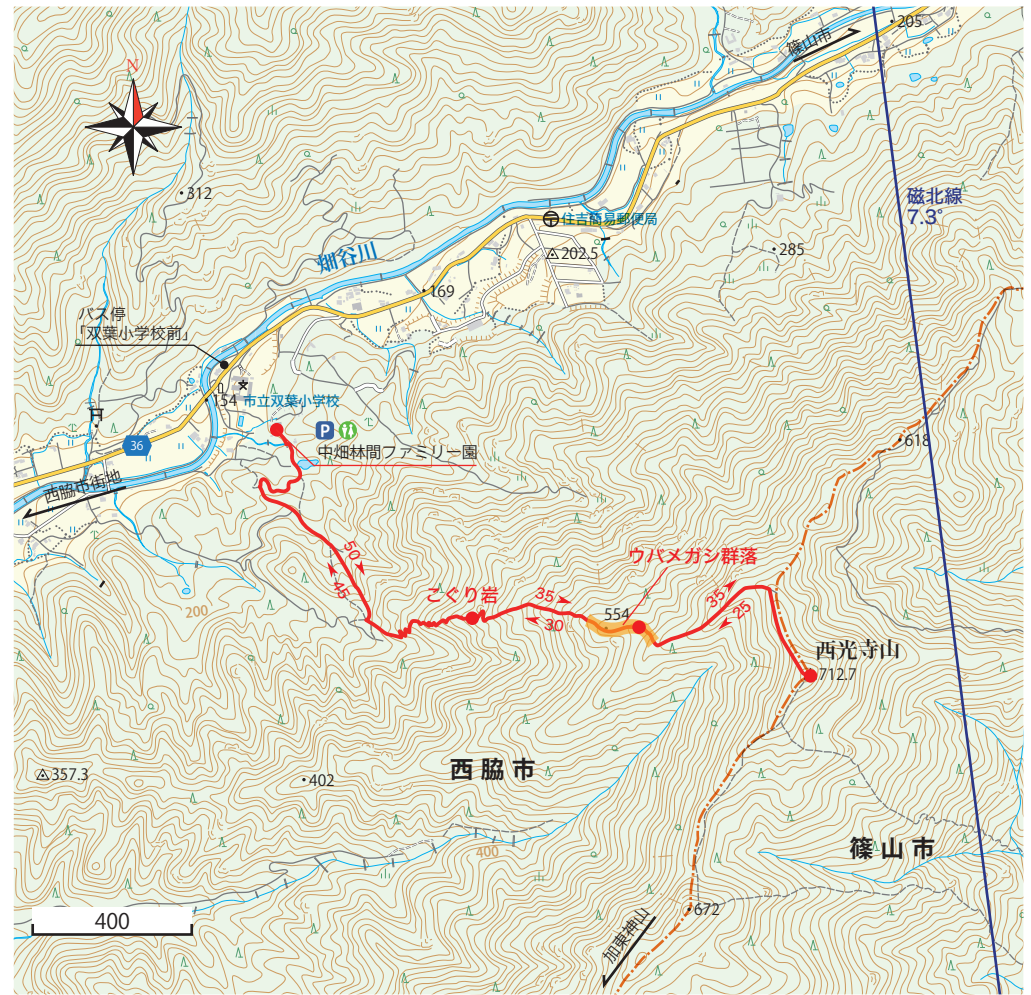 205
篠山市
N
312
磁北線
7.3°
住吉簡易郵便局
202.5
285
畑谷川
169
バス停
「双葉小学校前」
154
市立双葉小学校
P
36
中畑林間ファミリー園
618
西脇市街地
50
45
ウバメガシ群落
こぐり岩
35
30
554
35
25
200
西光寺山
712.7
357.3
402
西脇市
篠山市
400
672
加東神山
400